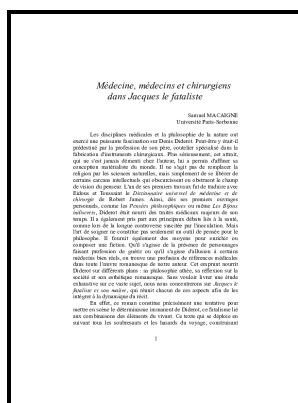 Médecine, médecins et chirurgiens
dans Jacques le fataliste
Samuel MACAIGNE
Université Paris-Sorbonne
Les disciplines médicales et la philosophie de la nature ont
exercé une puissante fascination sur Denis Diderot. Peut-être y était-il
prédestiné par la profession de son père, coutelier spécialisé dans la
fabrication d'instruments chirurgicaux. Plus sérieusement, cet attrait,
qui ne s'est jamais démenti chez l'auteur, lui a permis d'affiner sa
conception matérialiste du monde. Il ne s'agit pas de remplacer la
religion par les sciences naturelles, mais simplement de se libérer de
certains carcans intellectuels qui obscurcissent ou obstruent le champ
de vision du penseur. L'un de ses premiers travaux fut de traduire avec
Eidous et Toussaint le Dictionnaire universel de médecine et de
chirurgie de Robert James. Ainsi, dès ses premiers ouvrages
personnels, comme les Pensées philosophiques ou même Les Bijoux
indiscrets, Diderot était nourri des traités médicaux majeurs de son
temps. Il a également pris part aux principaux débats liés à la santé,
comme lors de la longue controverse suscitée par l'inoculation. Mais
l'art de soigner ne constitue pas seulement un outil de pensée pour le
philosophe. Il fournit également des moyens pour enrichir ou
composer une fiction. Qu'il s'agisse de la présence de personnages
faisant profession de guérir ou qu'il s'agisse d'allusion à certains
médecins bien réels, on trouve une profusion de références médicales
dans toute l'œuvre romanesque de notre auteur. Cet emprunt nourrit
Diderot sur différents plans : sa philosophie athée, sa réflexion sur la
société et son esthétique romanesque. Sans vouloir livrer une étude
exhaustive sur ce vaste sujet, nous nous concentrerons sur Jacques le
fataliste et son maître, qui réunit chacun de ces aspects afin de les
intégrer à la dynamique du récit.
En effet, ce roman constitue précisément une tentative pour
mettre en scène le déterminisme immanent de Diderot, ce fatalisme lié
aux combinaisons des éléments du vivant. Ce texte qui se déploie en
suivant tous les soubresauts et les hasards du voyage, construisant
1